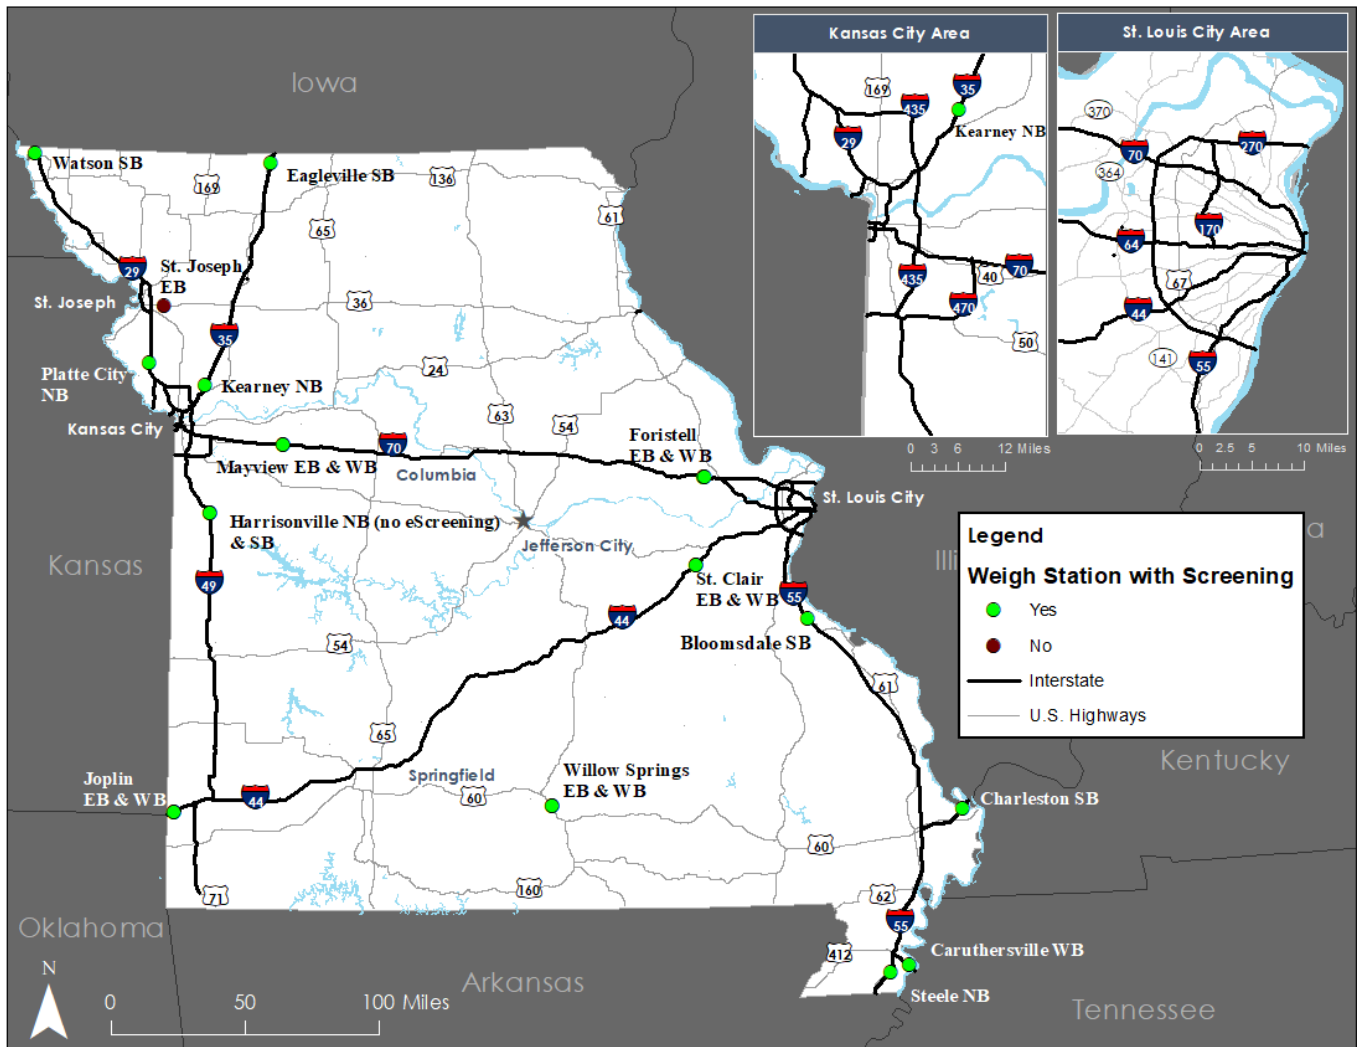 Iowa
Kansas City Area
St. Louis City Area
169
35
435
Kearney NB
29
435
70
40
470
50
0 3 6 12 Miles
370
70
270
364
170
64
67
44
141
55
0 2.5 5 10 Miles
Watson SB
Eagleville SB
169
136
65
61
29
St. Joseph
EB
St. Joseph
36
35
Platte City
NB
Kearney NB
24
63
54
Kansas City
70
Mayview EB & WB
Columbia
Foristell
EB & WB
St. Louis City
Harrisonville NB (no eScreening)
& SB
Jefferson City
Kansas
49
St. Clair
EB & WB
55
44
Bloomsdale SB
54
61
65
Illi
a
Legend
Weigh Station with Screening
Yes
No
Interstate
U.S. Highways
Kentucky
Joplin
EB & WB
44
Springfield
60
Willow Springs
EB & WB
Charleston SB
60
71
160
62
55
412
Caruthersville WB
Steele NB
Oklahoma
Arkansas
Tennessee
N
0 50 100 Miles